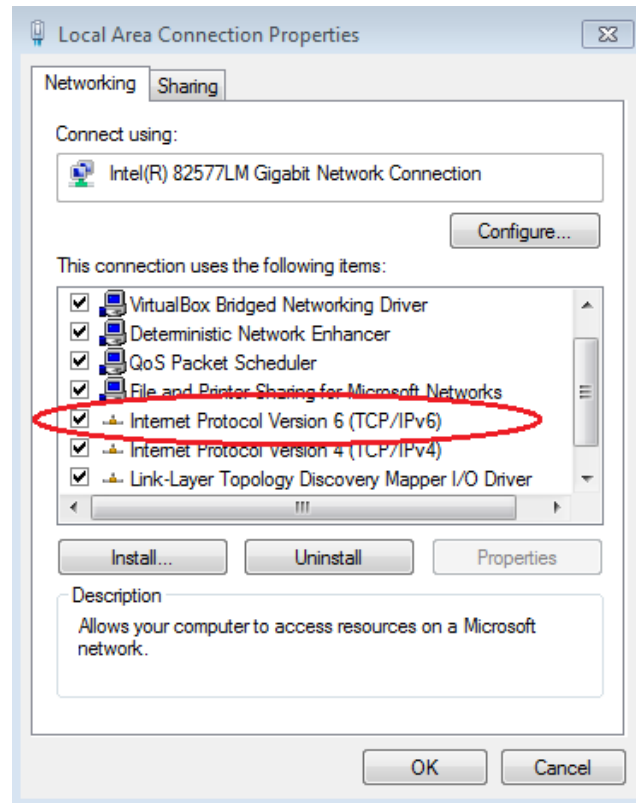 Local Area Connection Properties
Networking
Sharing
Connect using:
Intel(R) 82577LM Gigabit Network Connection
Configure...
This connection uses the following items:
VirtualBox Bridged Networking Driver
Deterministic Network Enhancer
QoS Packet Scheduler
File and Printer Sharing for Microsoft Networks
Internet Protocol Version 6 (TCP/IPv6)
Internet Protocol Version 4 (TCP/IPv4)
Link-Layer Topology Discovery Mapper I/O Driver
Install...
Uninstall
Properties
Description
Allows your computer to access resources on a Microsoft
network.
OK
Cancel